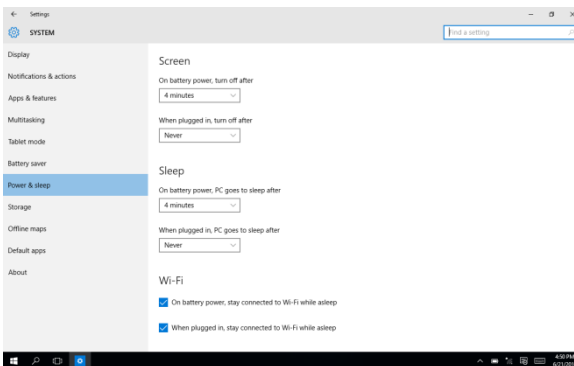 Settings
SYSTEM
Find a setting
Display
Notifications & actions
Apps & features
Multitasking
Tablet mode
Battery saver
Power & sleep
Storage
Offline maps
Default apps
About
Screen
On battery power, turn off after
4 minutes
When plugged in, turn off after
Never
Sleep
On battery power, PC goes to sleep after
4 minutes
When plugged in, PC goes to sleep after
Never
Wi-Fi
On battery power, stay connected to Wi-Fi while asleep
When plugged in, stay connected to Wi-Fi while asleep
4:50 PM